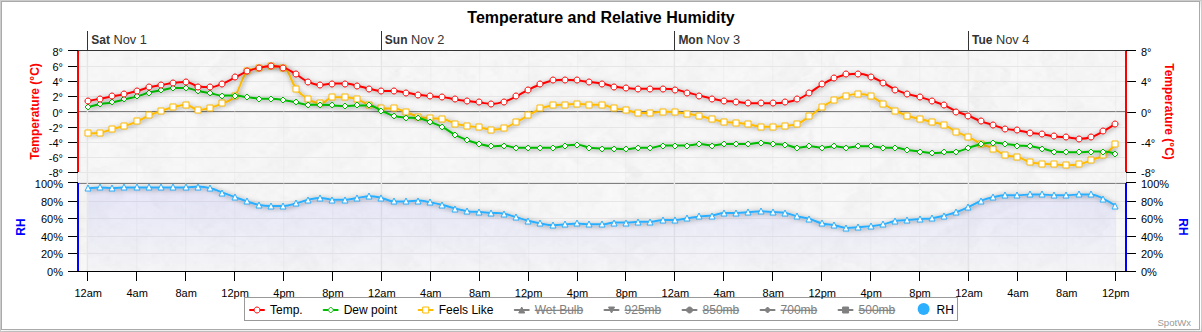 Temperature and Relative Humidity
Sat Nov 1 Sun Nov 2 Mon Nov 3 Tue Nov 4
Temperature (°C)
8°
6°
4°
2°
0°
-2°
-4°
-6°
-8°
8°
4°
0°
-4°
-8°
Temperature (°C)
RH
100%
80%
60%
40%
20%
0%
100%
80%
60%
40%
20%
0%
RH
12am 4am 8am 12pm 4pm 8pm 12am 4am 8am 12pm 4pm 8pm 12am 4am 8am 12pm 4pm 8pm 12am 4am 8am 12pm
Temp. Dew point Feels Like Wet Bulb 925mb 850mb 700mb 500mb RH
SpotWx